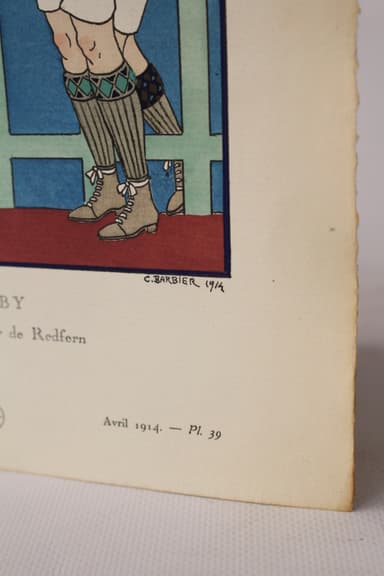 G. BARBIER 1914
BY
de Redfern
Avril 1914. — Pl. 39